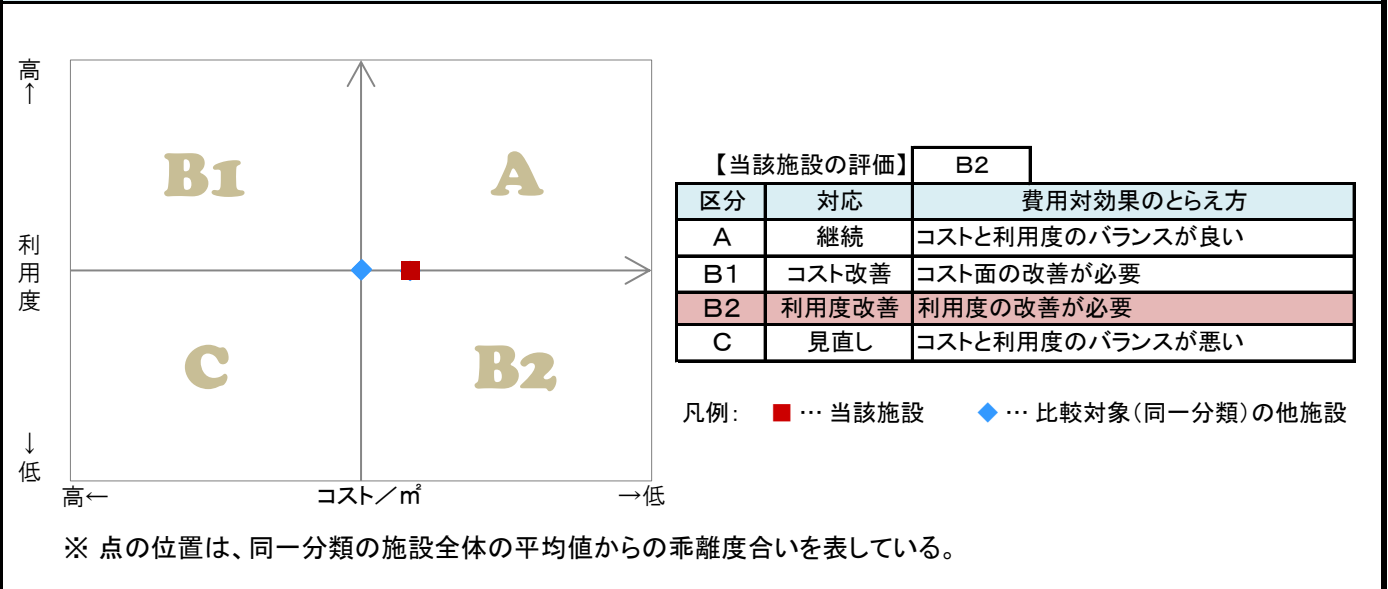 高
↑
B1
A
利
用
度
C
B2
↓
低
高←
コスト／㎡
→低
【当該施設の評価】 B2
区分 対応 費用対効果のとらえ方
A 継続 コストと利用度のバランスが良い
B1 コスト改善 コスト面の改善が必要
B2 利用度改善 利用度の改善が必要
C 見直し コストと利用度のバランスが悪い
凡例： ■ … 当該施設 ◆ … 比較対象（同一分類）の他施設
※ 点の位置は、同一分類の施設全体の平均値からの乖離度合いを表している。